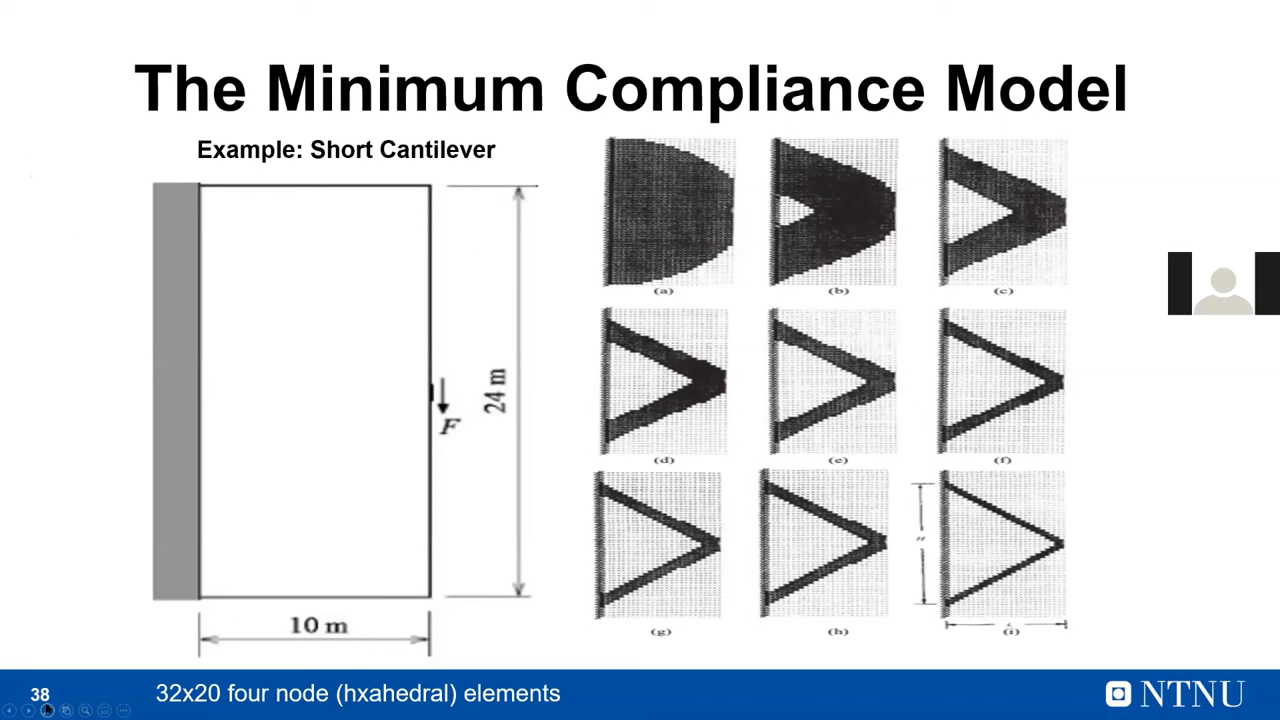 The Minimum Compliance Model
Example: Short Cantilever
F
24 m
10 m
(a)
(b)
(c)
(d)
(e)
(f)
(g)
(h)
(i)
38
32x20 four node (hxahedral) elements
NTNU